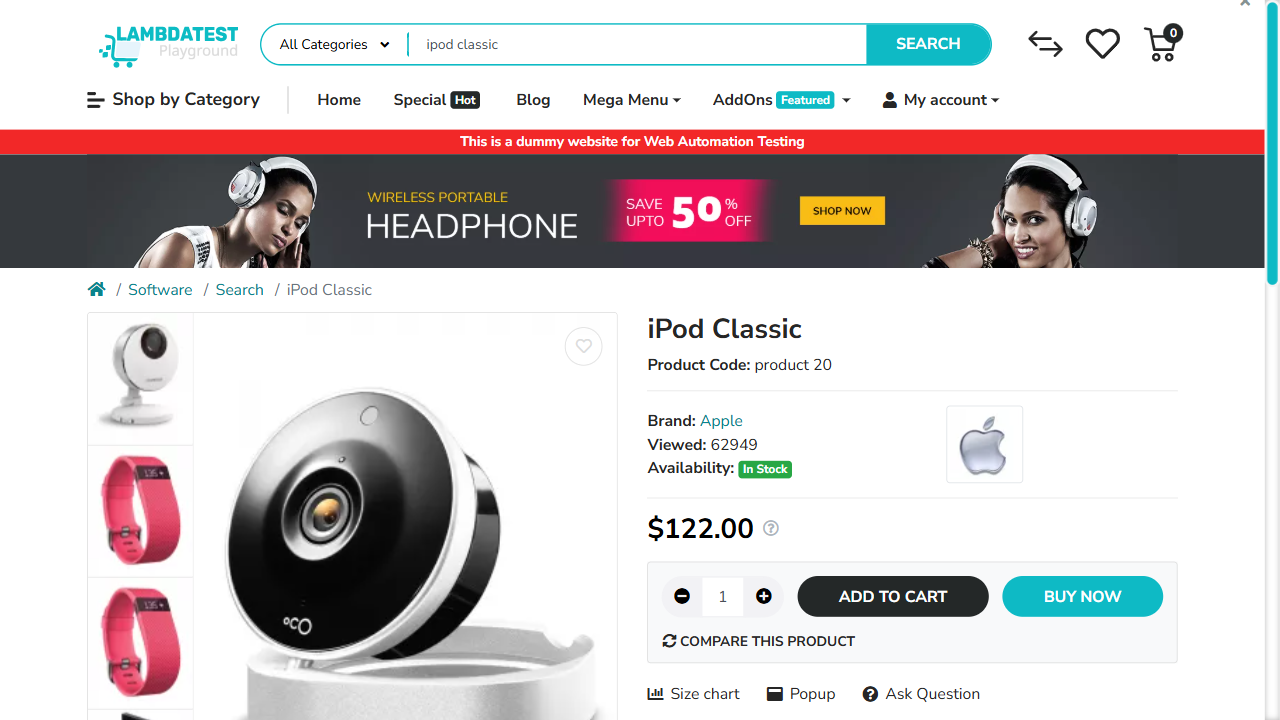 LAMBDATEST
Playground
All Categories
ipod classic
SEARCH
0
Shop by Category
Home
Special Hot
Blog
Mega Menu
AddOns Featured
My account
This is a dummy website for Web Automation Testing
WIRELESS PORTABLE
HEADPHONE
SAVE UPTO 50% OFF
SHOP NOW
/ Software / Search / iPod Classic
iPod Classic
Product Code: product 20
Brand: Apple
Viewed: 62949
Availability: In Stock
$122.00
1
ADD TO CART
BUY NOW
COMPARE THIS PRODUCT
Size chart
Popup
Ask Question
oco